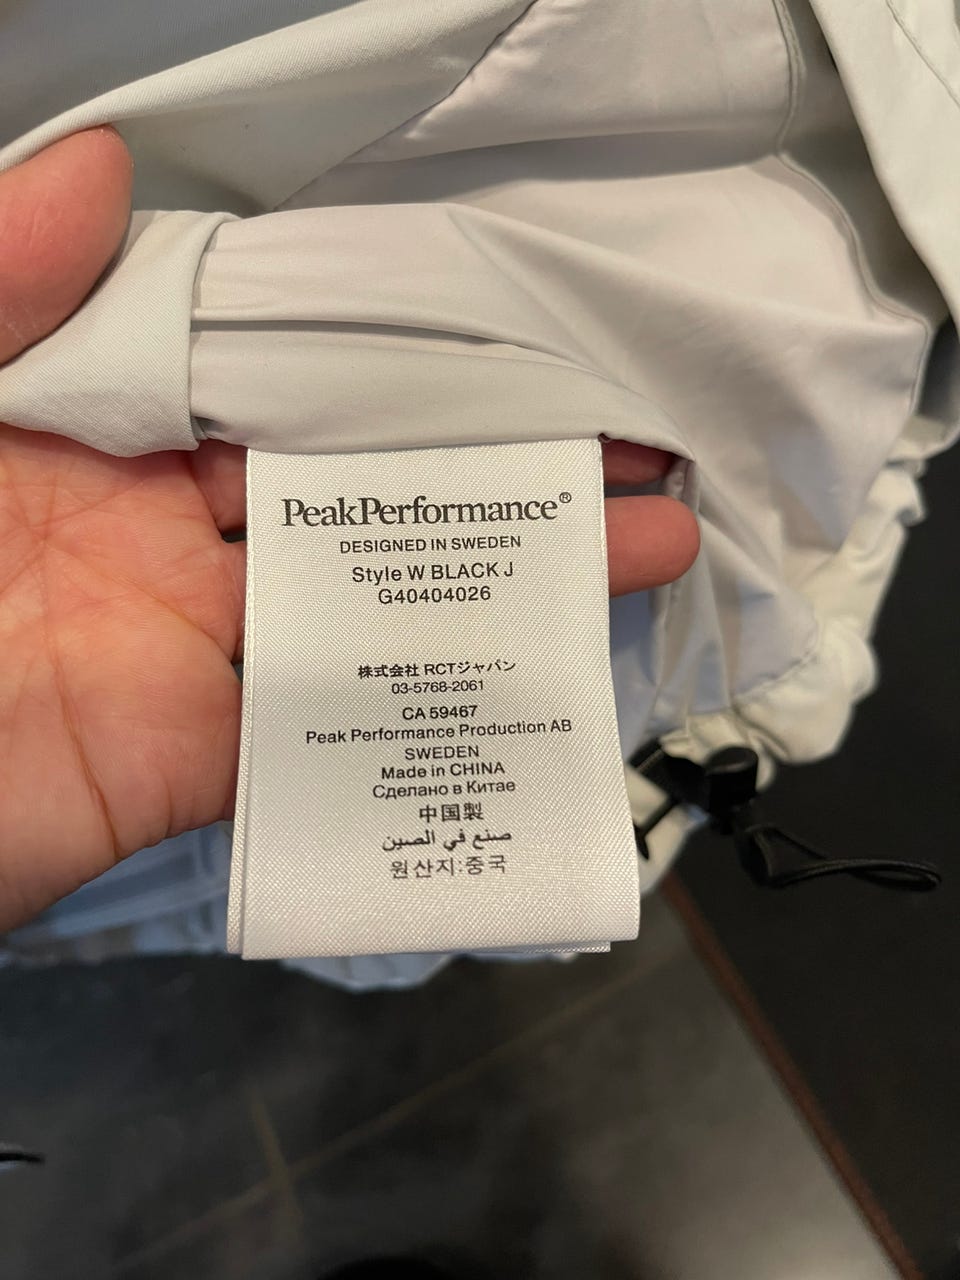 PeakPerformance®
DESIGNED IN SWEDEN
Style W BLACK J
G40404026
株式会社 RCTジャパン
03-5768-2061
CA 59467
Peak Performance Production AB
SWEDEN
Made in CHINA
Сделано в Китае
中国製
صنع في الصين
원산지:중국